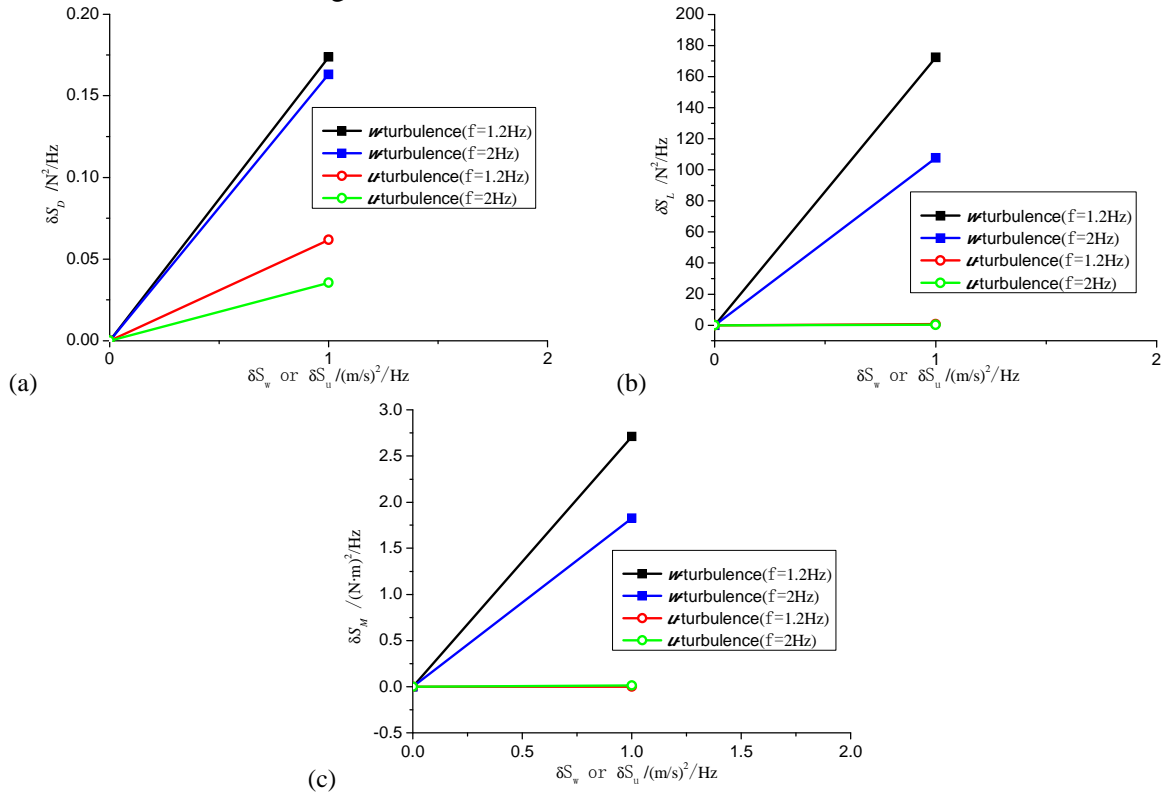 0.20
0.15
0.10
0.05
0.00
0
1
2
δS_D /N²/Hz
δS_w or δS_u /(m/s)²/Hz
w-turbulence(f=1.2Hz)
w-turbulence(f=2Hz)
u-turbulence(f=1.2Hz)
u-turbulence(f=2Hz)
(a)
200
180
160
140
120
100
80
60
40
20
0
0
1
2
δS_L /N²/Hz
δS_w or δS_u /(m/s)²/Hz
w-turbulence(f=1.2Hz)
w-turbulence(f=2Hz)
u-turbulence(f=1.2Hz)
u-turbulence(f=2Hz)
(b)
3.0
2.5
2.0
1.5
1.0
0.5
0.0
-0.5
0.0
0.5
1.0
1.5
2.0
δS_M /(N·m)²/Hz
δS_w or δS_u /(m/s)²/Hz
w-turbulence(f=1.2Hz)
w-turbulence(f=2Hz)
u-turbulence(f=1.2Hz)
u-turbulence(f=2Hz)
(c)